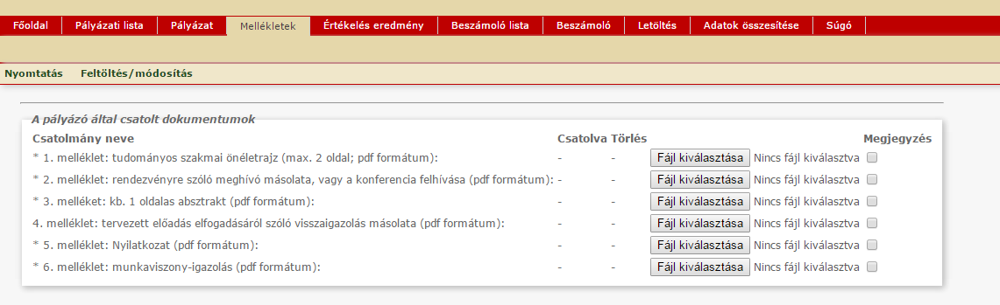 Főoldal Pályázati lista Pályázat Mellékletek Értékelés eredmény Beszámoló lista Beszámoló Letöltés Adatok összesítése Súgó
Nyomtatás Feltöltés/módosítás
A pályázó által csatolt dokumentumok
Csatolmány neve Csatolva Törlés Megjegyzés
* 1. melléklet: tudományos szakmai önéletrajz (max. 2 oldal; pdf formátum): - - Fájl kiválasztása Nincs fájl kiválasztva
* 2. melléklet: rendezvényre szóló meghívó másolata, vagy a konferencia felhívása (pdf formátum): - - Fájl kiválasztása Nincs fájl kiválasztva
* 3. melléket: kb. 1 oldalas absztrakt (pdf formátum): - - Fájl kiválasztása Nincs fájl kiválasztva
4. melléklet: tervezett előadás elfogadásáról szóló visszaigazolás másolata (pdf formátum): - - Fájl kiválasztása Nincs fájl kiválasztva
* 5. melléklet: Nyilatkozat (pdf formátum): - - Fájl kiválasztása Nincs fájl kiválasztva
* 6. melléklet: munkaviszony-igazolás (pdf formátum): - - Fájl kiválasztása Nincs fájl kiválasztva